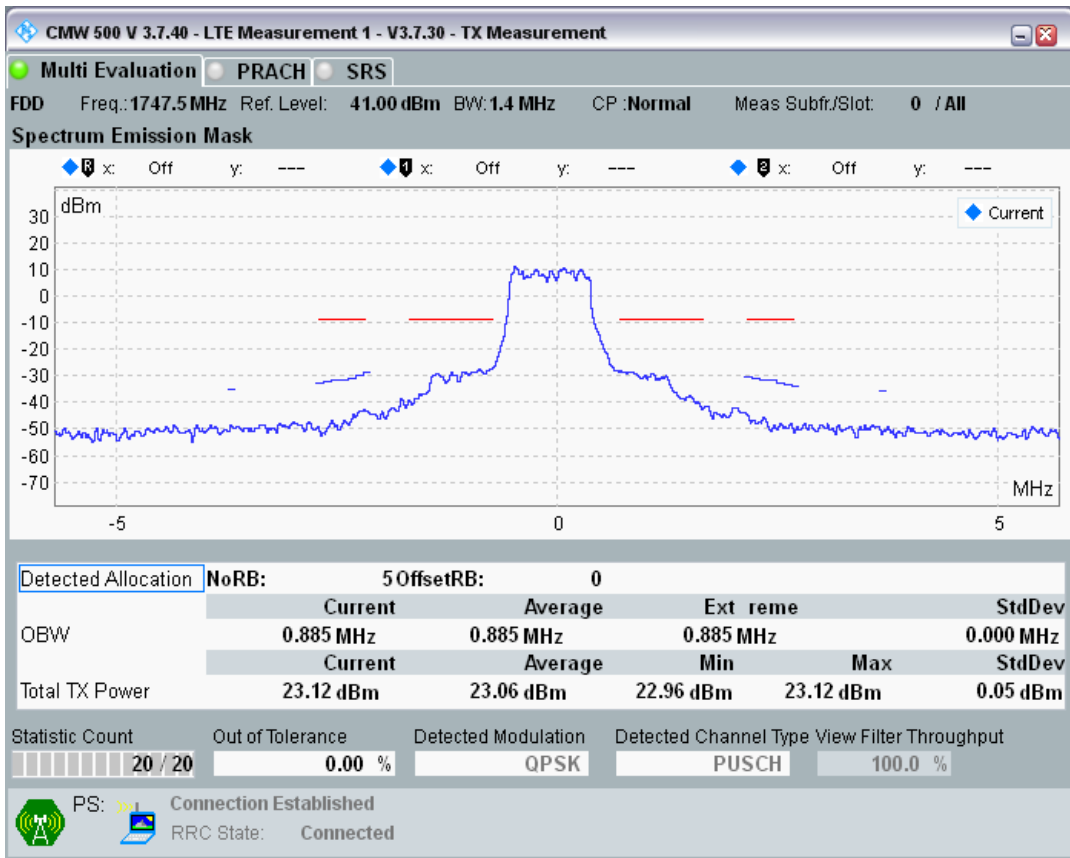 CMW 500 V 3.7.40 - LTE Measurement 1 - V3.7.30 - TX Measurement
Multi Evaluation PRACH SRS
FDD Freq.: 1747.5 MHz Ref. Level: 41.00 dBm BW: 1.4 MHz CP : Normal Meas Subfr./Slot: 0 / All
Spectrum Emission Mask
R x: Off y: --- 1 x: Off y: --- 2 x: Off y: ---
dBm
Current
30
20
10
0
-10
-20
-30
-40
-50
-60
-70
MHz
-5 0 5
Detected Allocation NoRB: 5 OffsetRB: 0
Current Average Ext reme StdDev
OBW 0.885 MHz 0.885 MHz 0.885 MHz 0.000 MHz
Current Average Min Max StdDev
Total TX Power 23.12 dBm 23.06 dBm 22.96 dBm 23.12 dBm 0.05 dBm
Statistic Count Out of Tolerance Detected Modulation Detected Channel Type View Filter Throughput
20 / 20 0.00 % QPSK PUSCH 100.0 %
PS: Connection Established
RRC State: Connected